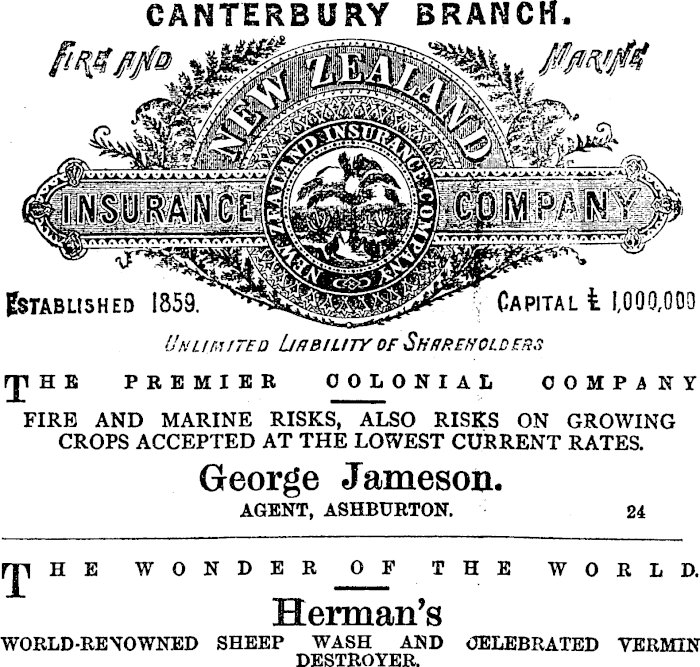 CANTERBURY BRANCH.
FIRE AND MARINE
NEW ZEALAND
INSURANCE COMPANY
NEW ZEALAND INSURANCE COMPANY
ESTABLISHED 1859. CAPITAL £ 1,000,000
UNLIMITED LIABILITY OF SHAREHOLDERS
THE PREMIER COLONIAL COMPANY
FIRE AND MARINE RISKS, ALSO RISKS ON GROWING
CROPS ACCEPTED AT THE LOWEST CURRENT RATES.
George Jameson.
AGENT, ASHBURTON. 24
THE WONDER OF THE WORLD.
Herman's
WORLD-RENOWNED SHEEP WASH AND CELEBRATED VERMIN
DESTROYER.